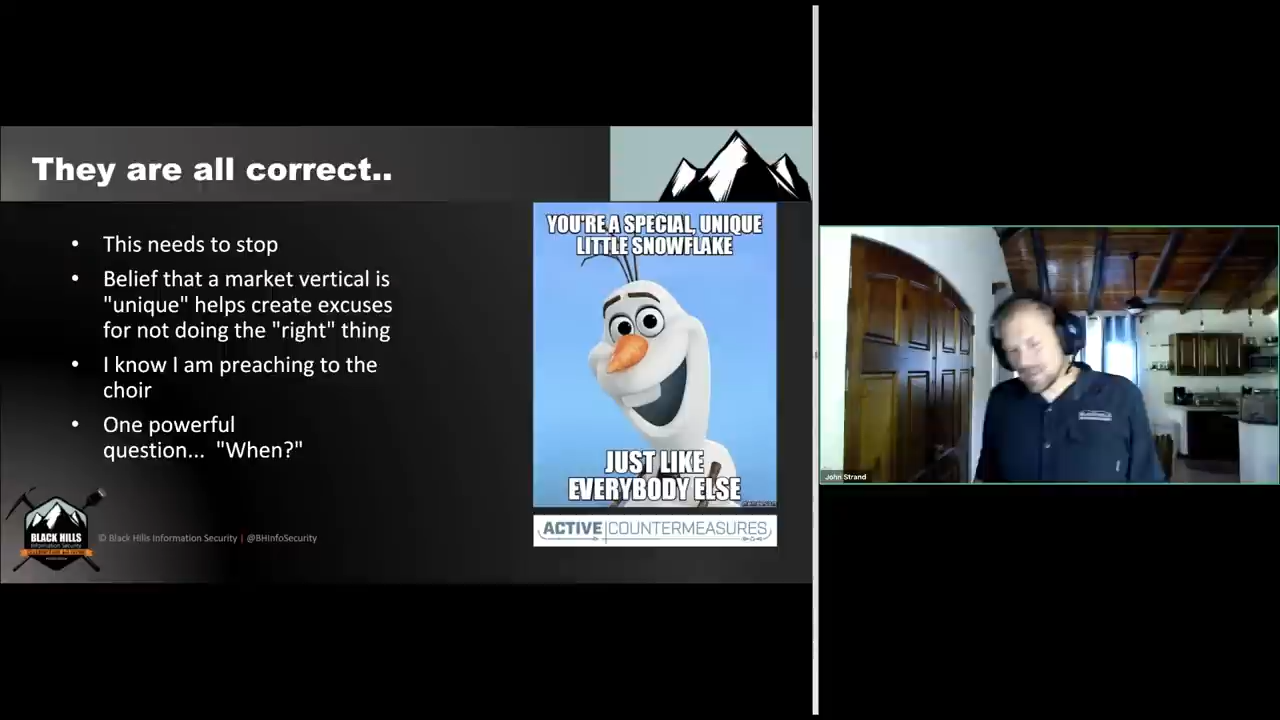 They are all correct..
• This needs to stop
• Belief that a market vertical is
"unique" helps create excuses
for not doing the "right" thing
• I know I am preaching to the
choir
• One powerful
question... "When?"
YOU'RE A SPECIAL, UNIQUE
LITTLE SNOWFLAKE
JUST LIKE
EVERYBODY ELSE
ACTIVE COUNTERMEASURES
BLACK HILLS
Information Security
© Black Hills Information Security | @BHInfoSecurity
John Strand